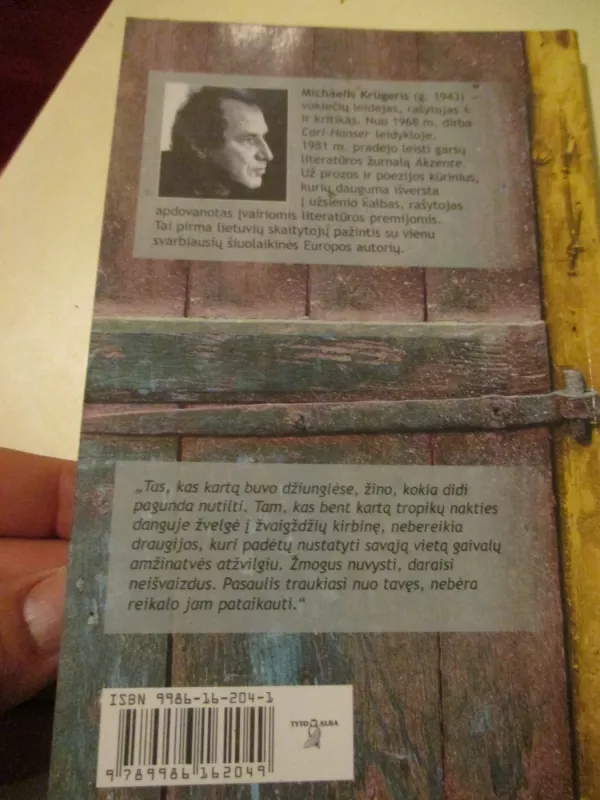 Michaelis Krügeris (g. 1943) –
vokiečių leidėjas, rašytojas
ir kritikas. Nuo 1968 m. dirba
Carl-Hanser leidykloje.
1981 m. pradėjo leisti garsų
literatūros žurnalą Akzente.
Už prozos ir poezijos kūrinius,
kurių dauguma išversta
į užsienio kalbas, rašytojas
apdovanotas įvairiomis literatūros premijomis.
Tai pirma lietuvių skaitytojų pažintis su vienu
svarbiausių šiuolaikinės Europos autorių.
„Tas, kas kartą buvo džiunglėse, žino, kokia didi
pagunda nutilti. Tam, kas bent kartą tropikų nakties
danguje žvelgė į žvaigždžių kirbinę, nebereikia
draugijos, kuri padėtų nustatyti savąją vietą gaivalų
amžinatvės atžvilgiu. Žmogus nuvysti, daraisi
neišvaizdus. Pasaulis traukiasi nuo tavęs, nebėra
reikalo jam pataikauti.“
ISBN 9986-16-204-1
TYTO ALBA
9 789986 162049